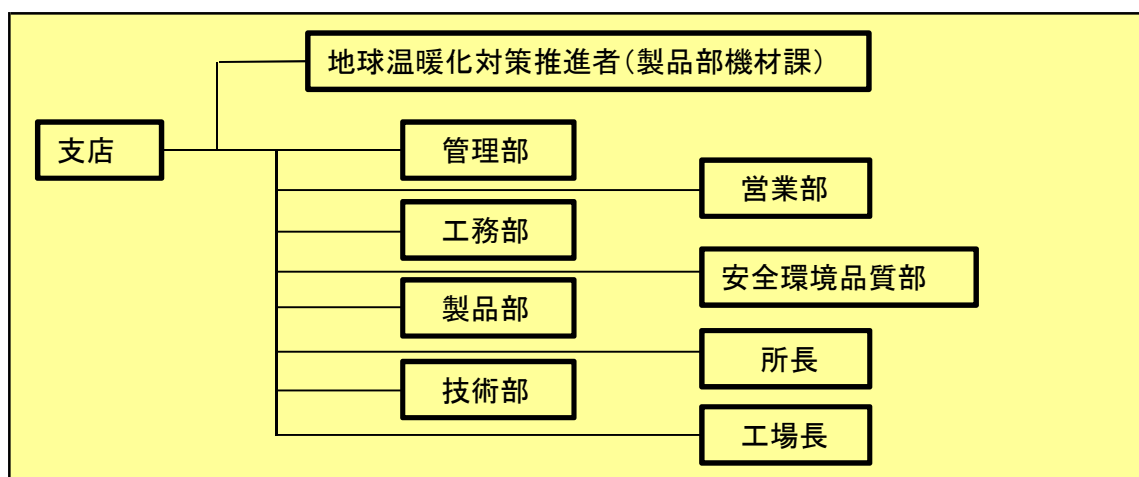 地球温暖化対策推進者(製品部機材課)
支店
管理部
営業部
工務部
安全環境品質部
製品部
所長
技術部
工場長